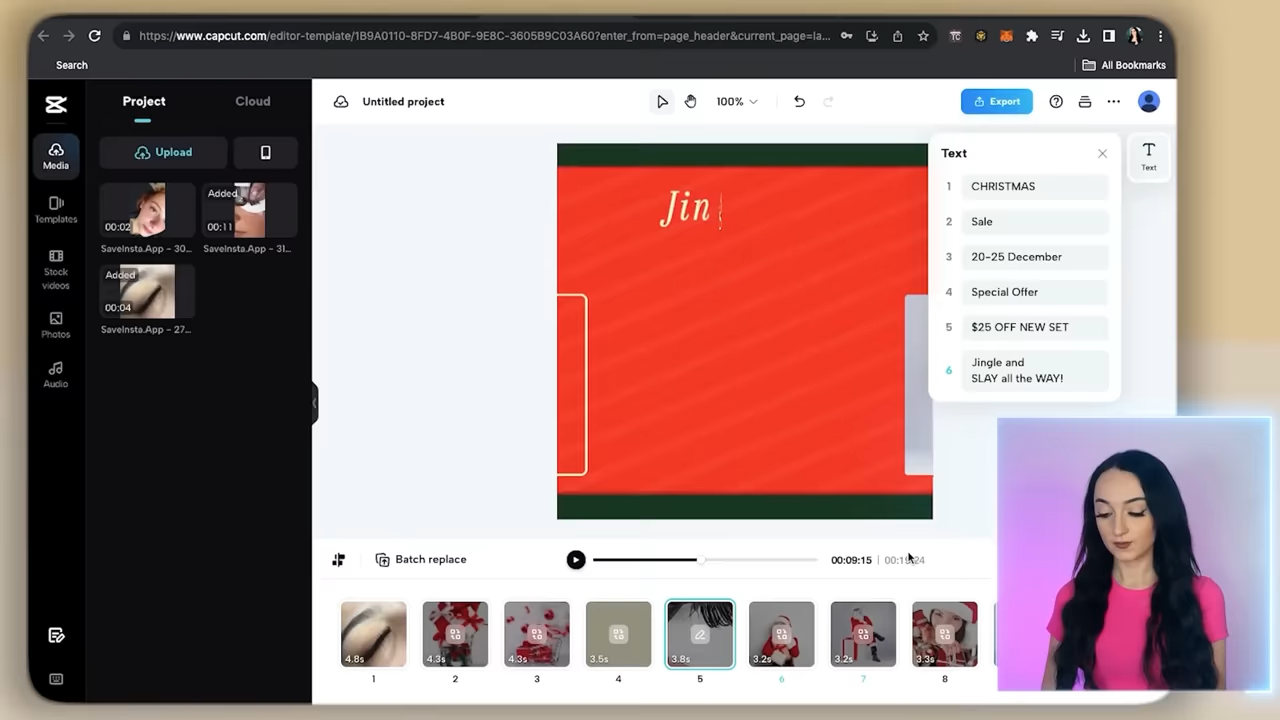 https://www.capcut.com/editor-template/1B9A0110-8FD7-4B0F-9E8C-3605B9C03A60?enter_from=page_header&current_page=la...
Search
All Bookmarks
Project
Cloud
Untitled project
100%
Export
Upload
Media
Templates
Stock
videos
Photos
Audio
00:02
Added
00:11
SaveInsta.App - 30...
SaveInsta.App - 31...
Added
00:04
SaveInsta.App - 27...
Jin
Text
Text
1 CHRISTMAS
2 Sale
3 20-25 December
4 Special Offer
5 $25 OFF NEW SET
6 Jingle and
SLAY all the WAY!
Batch replace
00:09:15
4.8s
4.3s
4.3s
3.5s
3.8s
3.2s
3.2s
3.3s
1
2
3
4
5
6
7
8